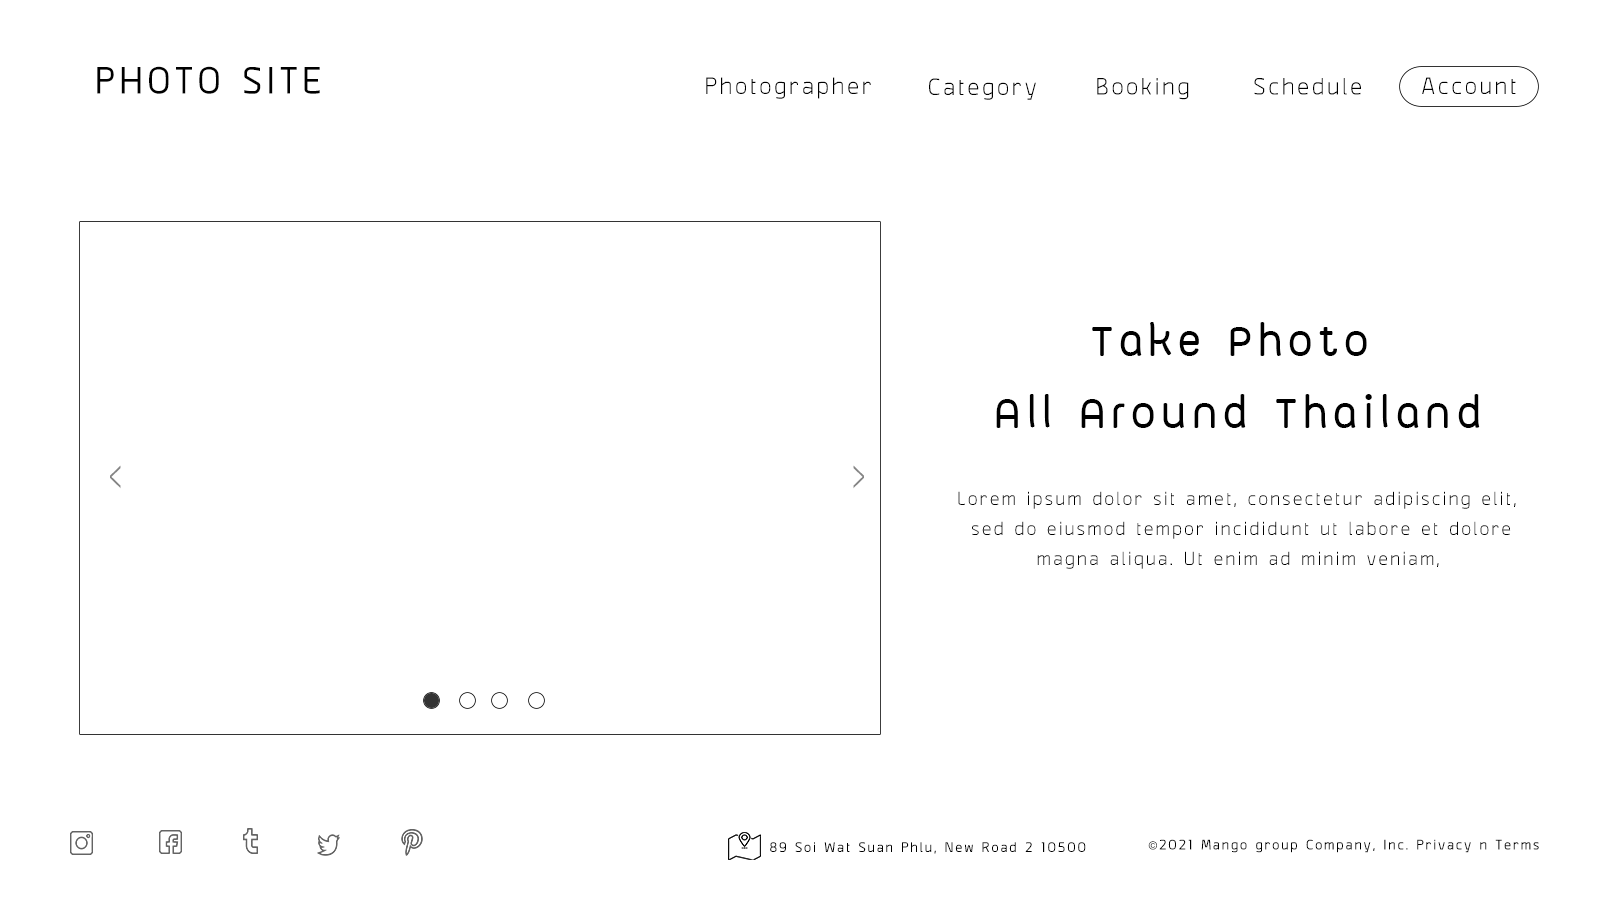 PHOTO SITE
Photographer
Category
Booking
Schedule
Account
Take Photo
All Around Thailand
Lorem ipsum dolor sit amet, consectetur adipiscing elit,
sed do eiusmod tempor incididunt ut labore et dolore
magna aliqua. Ut enim ad minim veniam,
89 Soi Wat Suan Phlu, New Road 2 10500
©2021 Mango group Company, Inc. Privacy n Terms